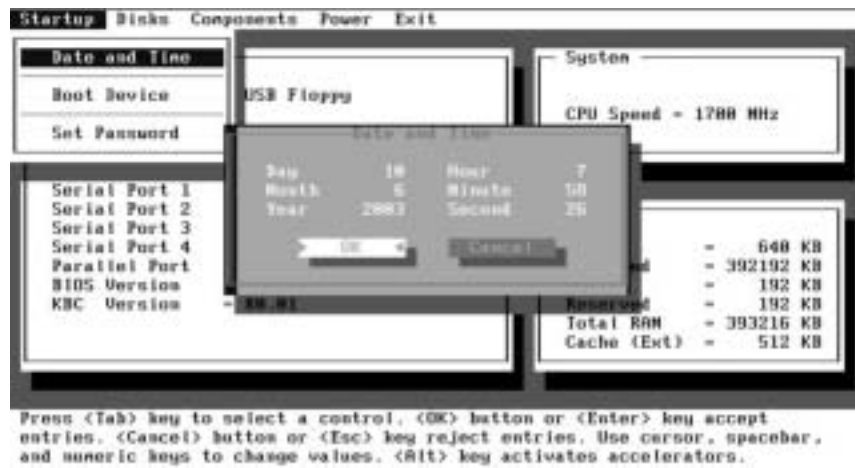 Startup Disks Components Power Exit
Date and Time
Boot Device
Set Password
USB Floppy
System
CPU Speed = 1700 MHz
Date and Time
Day 10 Hour 7
Month 6 Minute 50
Year 2003 Second
OK Cancel
Serial Port 1
Serial Port 2
Serial Port 3
Serial Port 4
Parallel Port
BIOS Version
KBC Version
= 640 KB
= 392192 KB
= 192 KB
Reserved = 192 KB
Total RAM = 393216 KB
Cache (Ext) = 512 KB
Press <Tab> key to select a control. <OK> button or <Enter> key accept
entries. <Cancel> button or <Esc> key reject entries. Use cursor, spacebar,
and numeric keys to change values. <Alt> key activates accelerators.